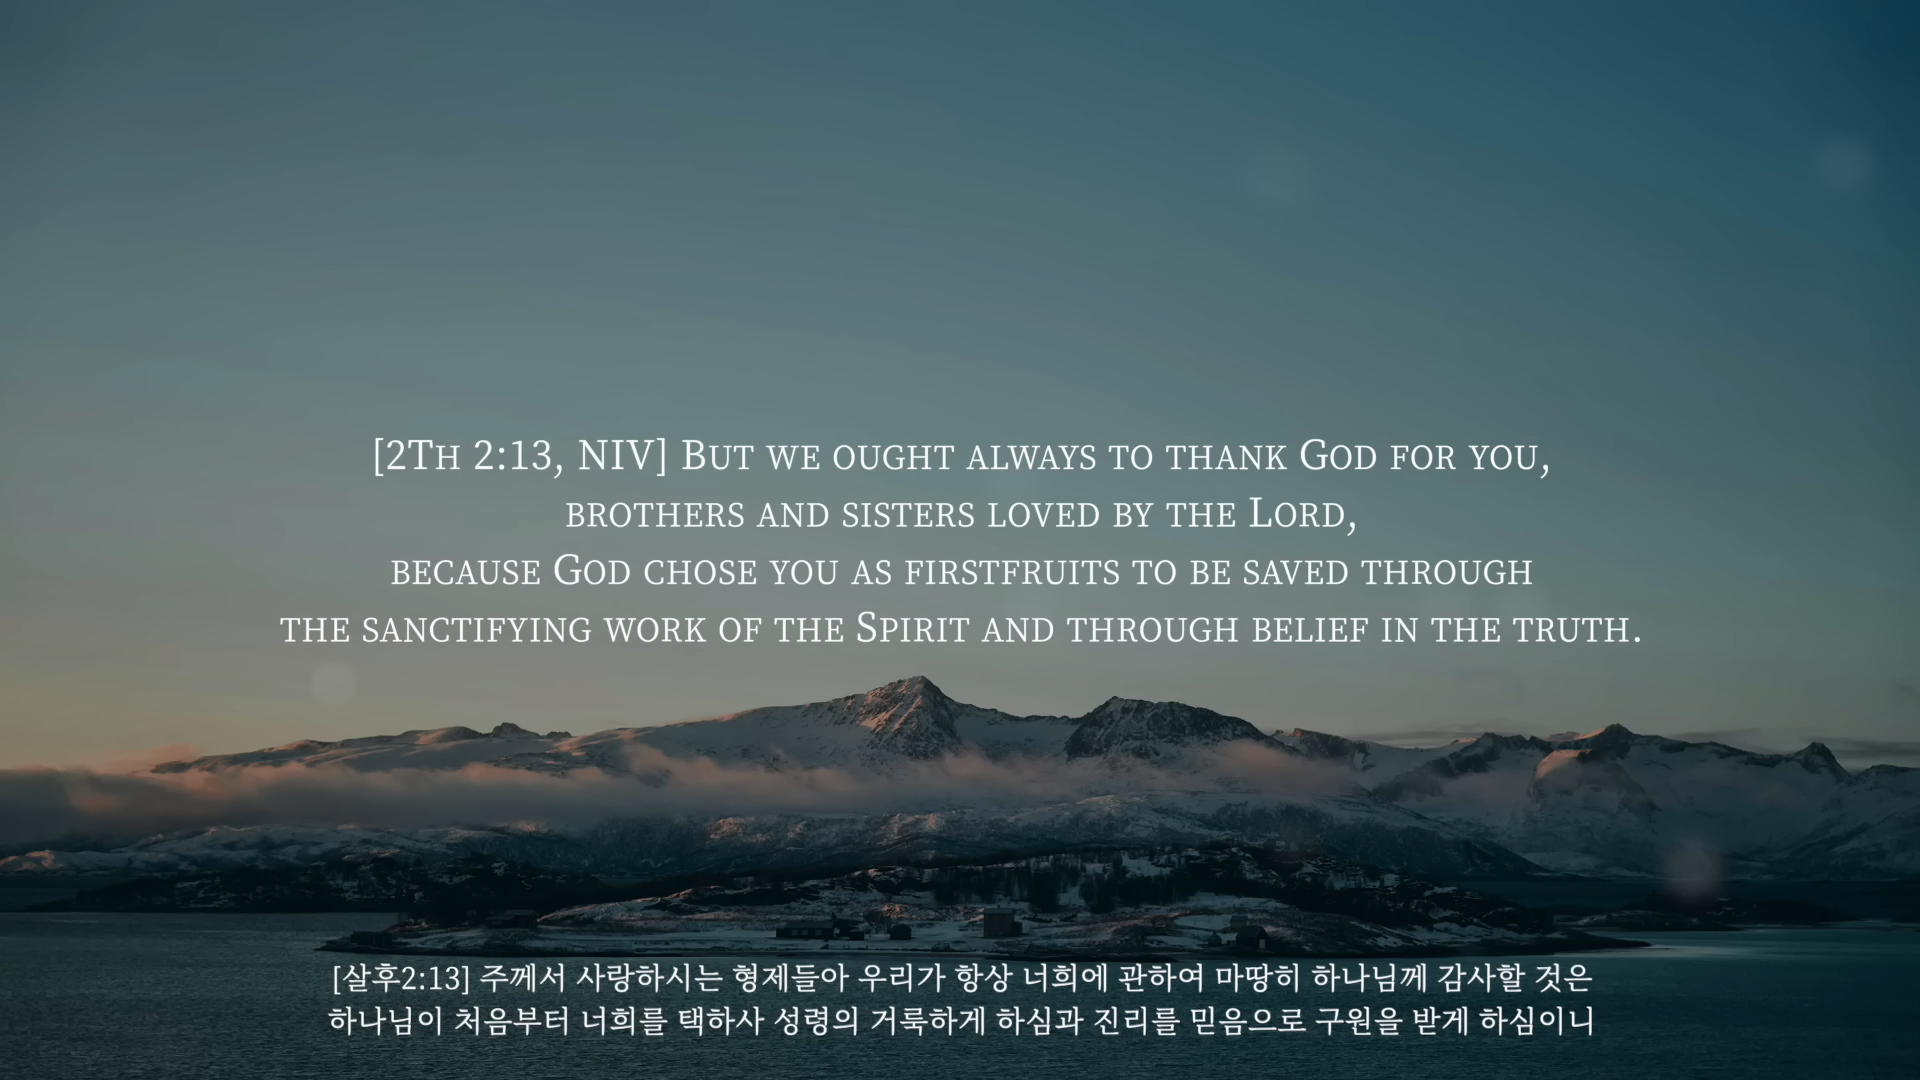 [2Th 2:13, NIV] But we ought always to thank God for you,
brothers and sisters loved by the Lord,
because God chose you as firstfruits to be saved through
the sanctifying work of the Spirit and through belief in the truth.
[살후2:13] 주께서 사랑하시는 형제들아 우리가 항상 너희에 관하여 마땅히 하나님께 감사할 것은
하나님이 처음부터 너희를 택하사 성령의 거룩하게 하심과 진리를 믿음으로 구원을 받게 하심이니